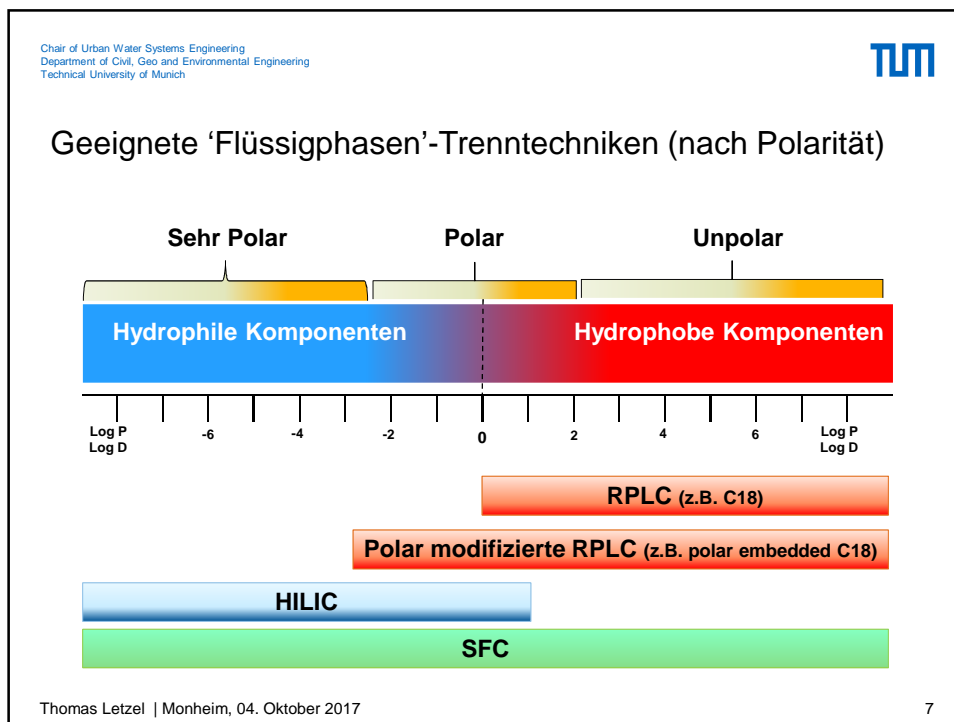 Chair of Urban Water Systems Engineering
Department of Civil, Geo and Environmental Engineering
Technical University of Munich
TUM
Geeignete ‘Flüssigphasen’-Trenntechniken (nach Polarität)
Sehr Polar Polar Unpolar
Hydrophile Komponenten Hydrophobe Komponenten
Log P -6 -4 -2 0 2 4 6 Log P
Log D Log D
RPLC (z.B. C18)
Polar modifizierte RPLC (z.B. polar embedded C18)
HILIC
SFC
Thomas Letzel | Monheim, 04. Oktober 2017 7